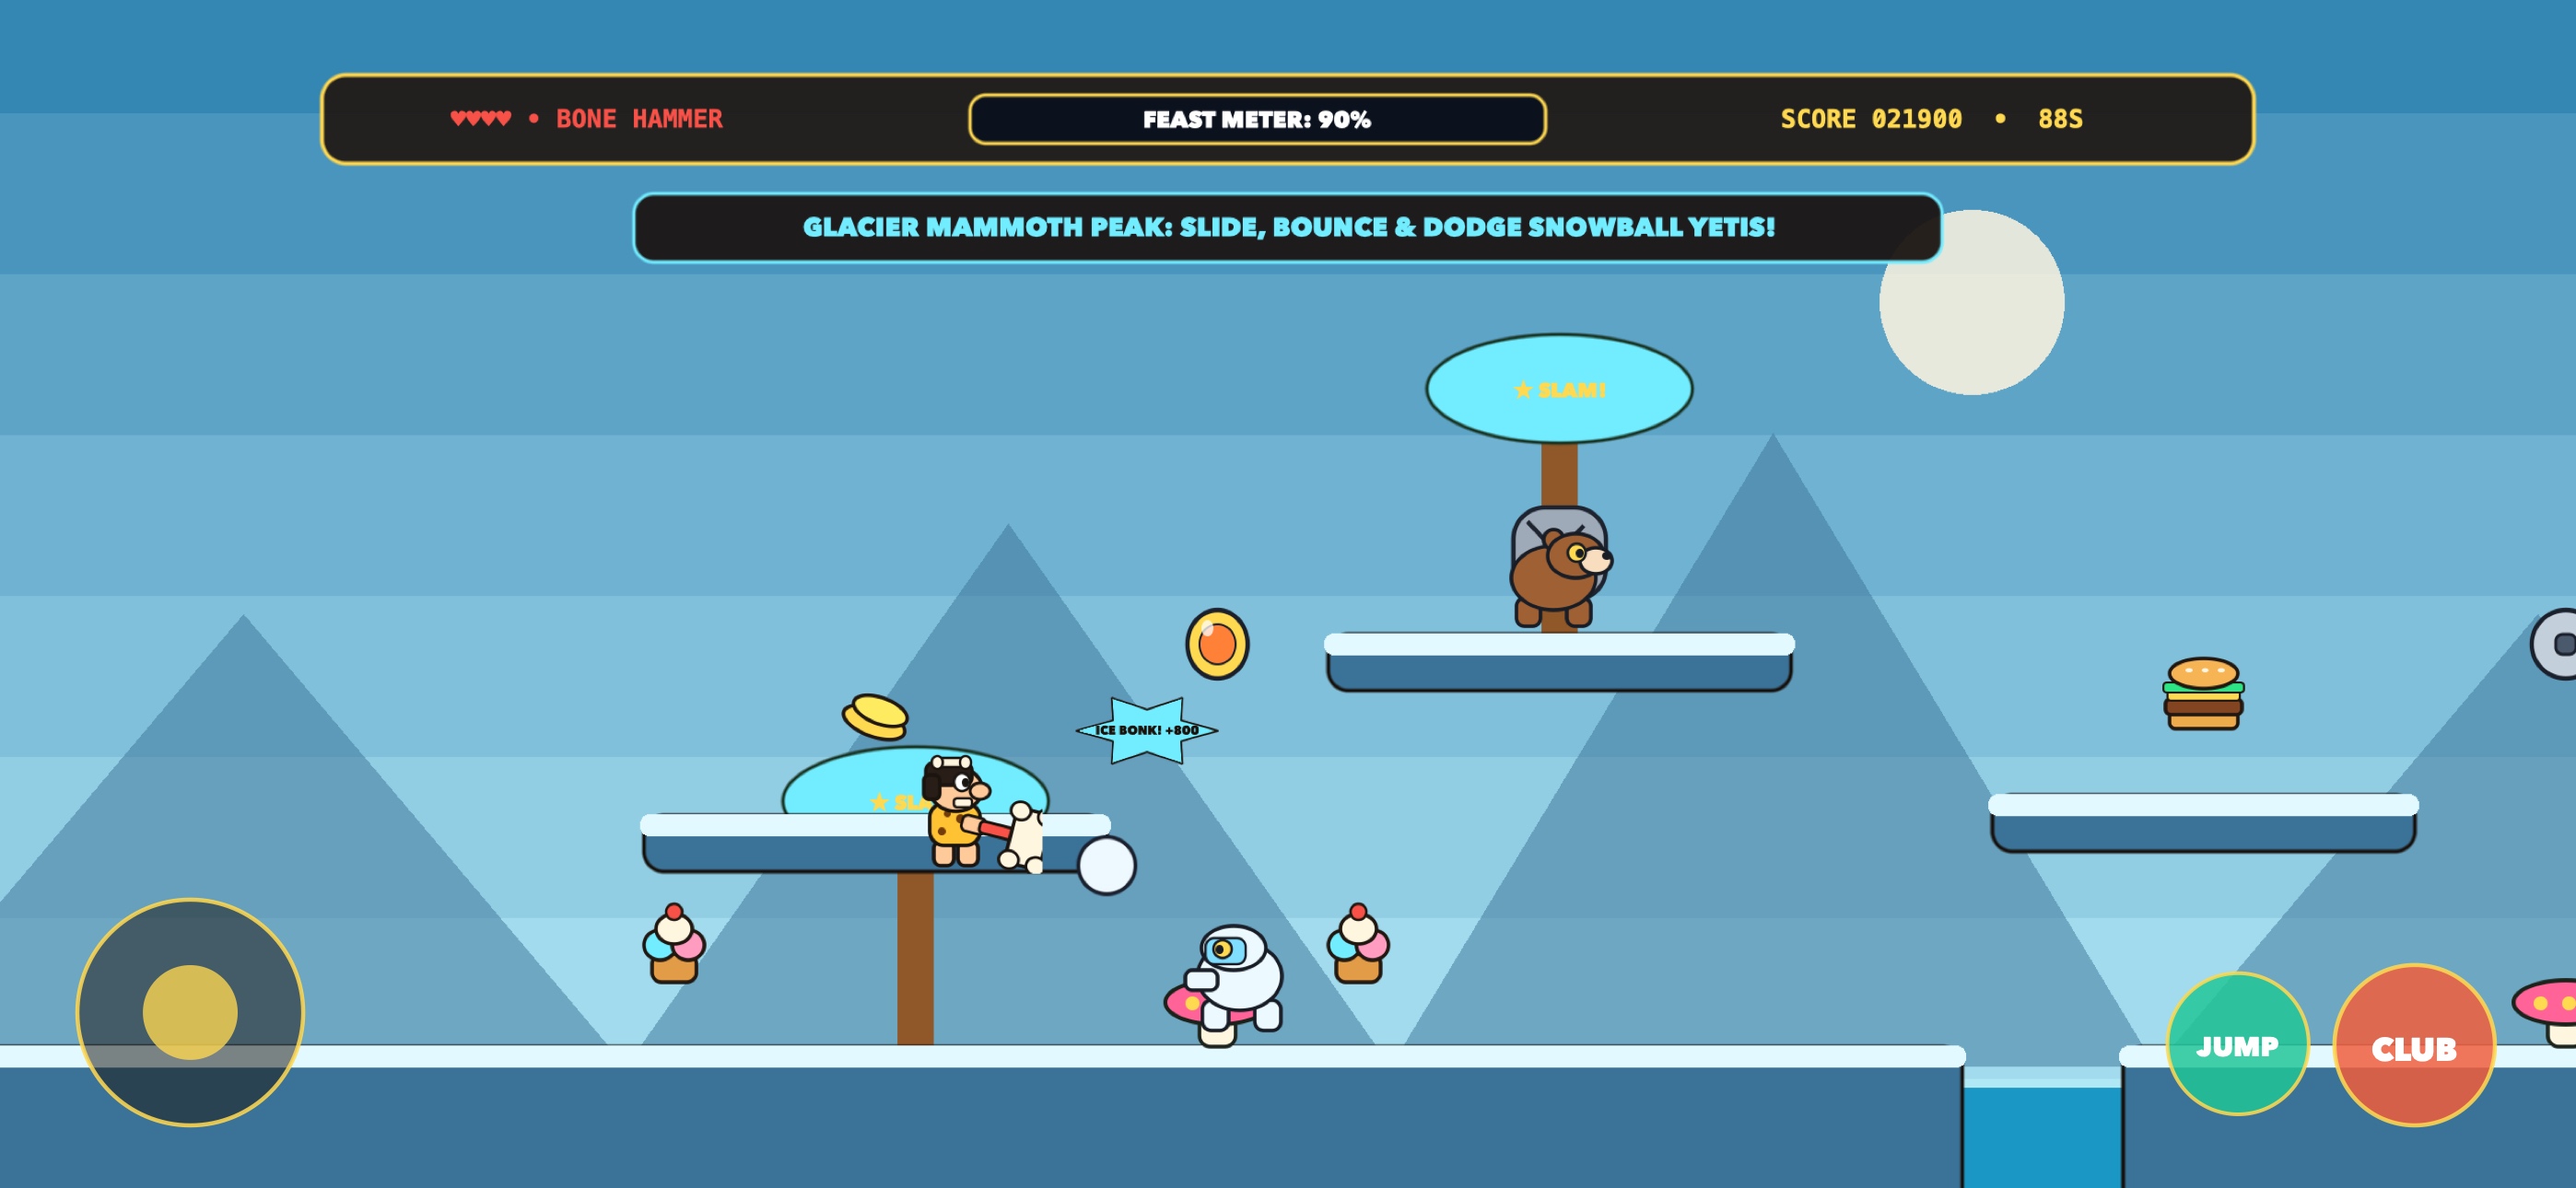 ♥♥♥♥ • BONE HAMMER
FEAST METER: 90%
SCORE 021900 • 88S
GLACIER MAMMOTH PEAK: SLIDE, BOUNCE & DODGE SNOWBALL YETIS!
★ SLAM!
ICE BONK! +800
★ SLA
JUMP
CLUB